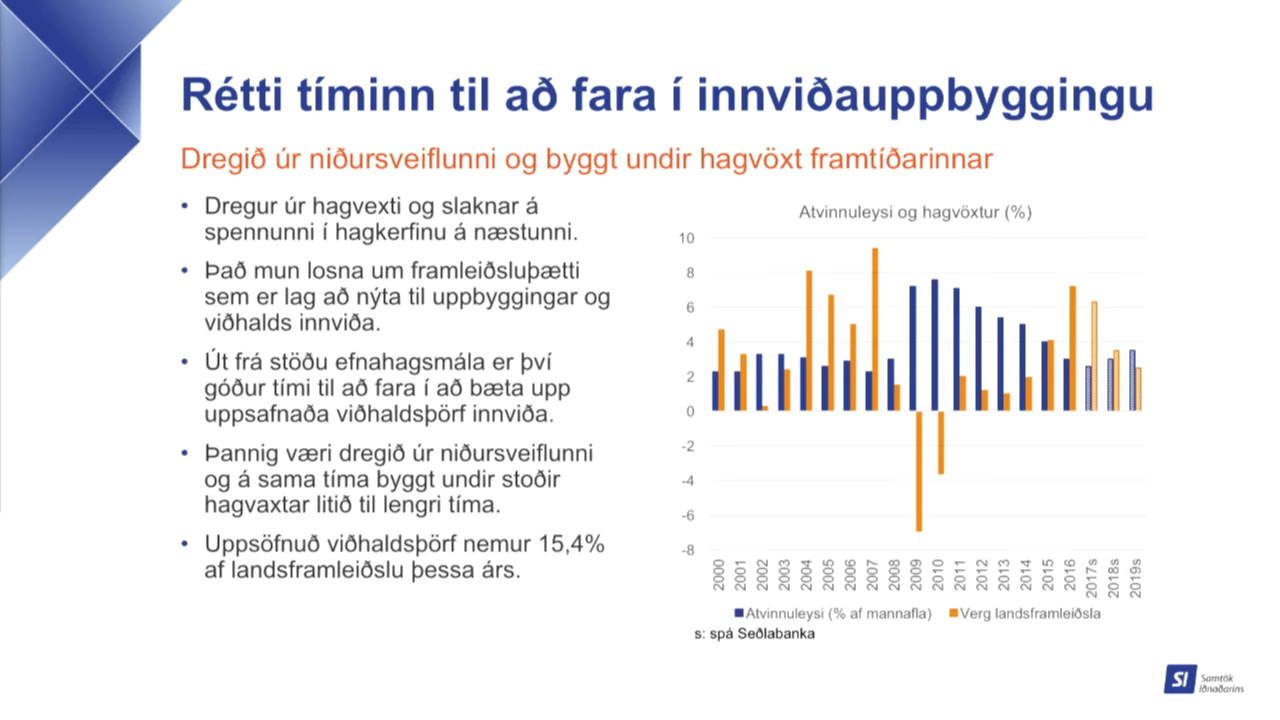 Rétti tíminn til að fara í innviðauppbyggingu
Dregið úr niðursveiflunni og byggt undir hagvöxt framtíðarinnar
• Dregur úr hagvexti og slaknar á
spennunni í hagkerfinu á næstunni.
• Það mun losna um framleiðsluþætti
sem er lag að nýta til uppbyggingar og
viðhalds innviða.
• Út frá stöðu efnahagsmála er því
góður tími til að fara í að bæta upp
uppsafnaða viðhaldsþörf innviða.
• Þannig væri dregið úr niðursveiflunni
og á sama tíma byggt undir stoðir
hagvaxtar litið til lengri tíma.
• Uppsöfnuð viðhaldsþörf nemur 15,4%
af landsframleiðslu þessa árs.
Atvinnuleysi og hagvöxtur (%)
10
8
6
4
2
0
-2
-4
-6
-8
2000 2001 2002 2003 2004 2005 2006 2007 2008 2009 2010 2011 2012 2013 2014 2015 2016 2017s 2018s 2019s
Atvinnuleysi (% af mannafla) Verg landsframleiðsla
s: spá Seðlabanka
SI Samtök
iðnaðarins